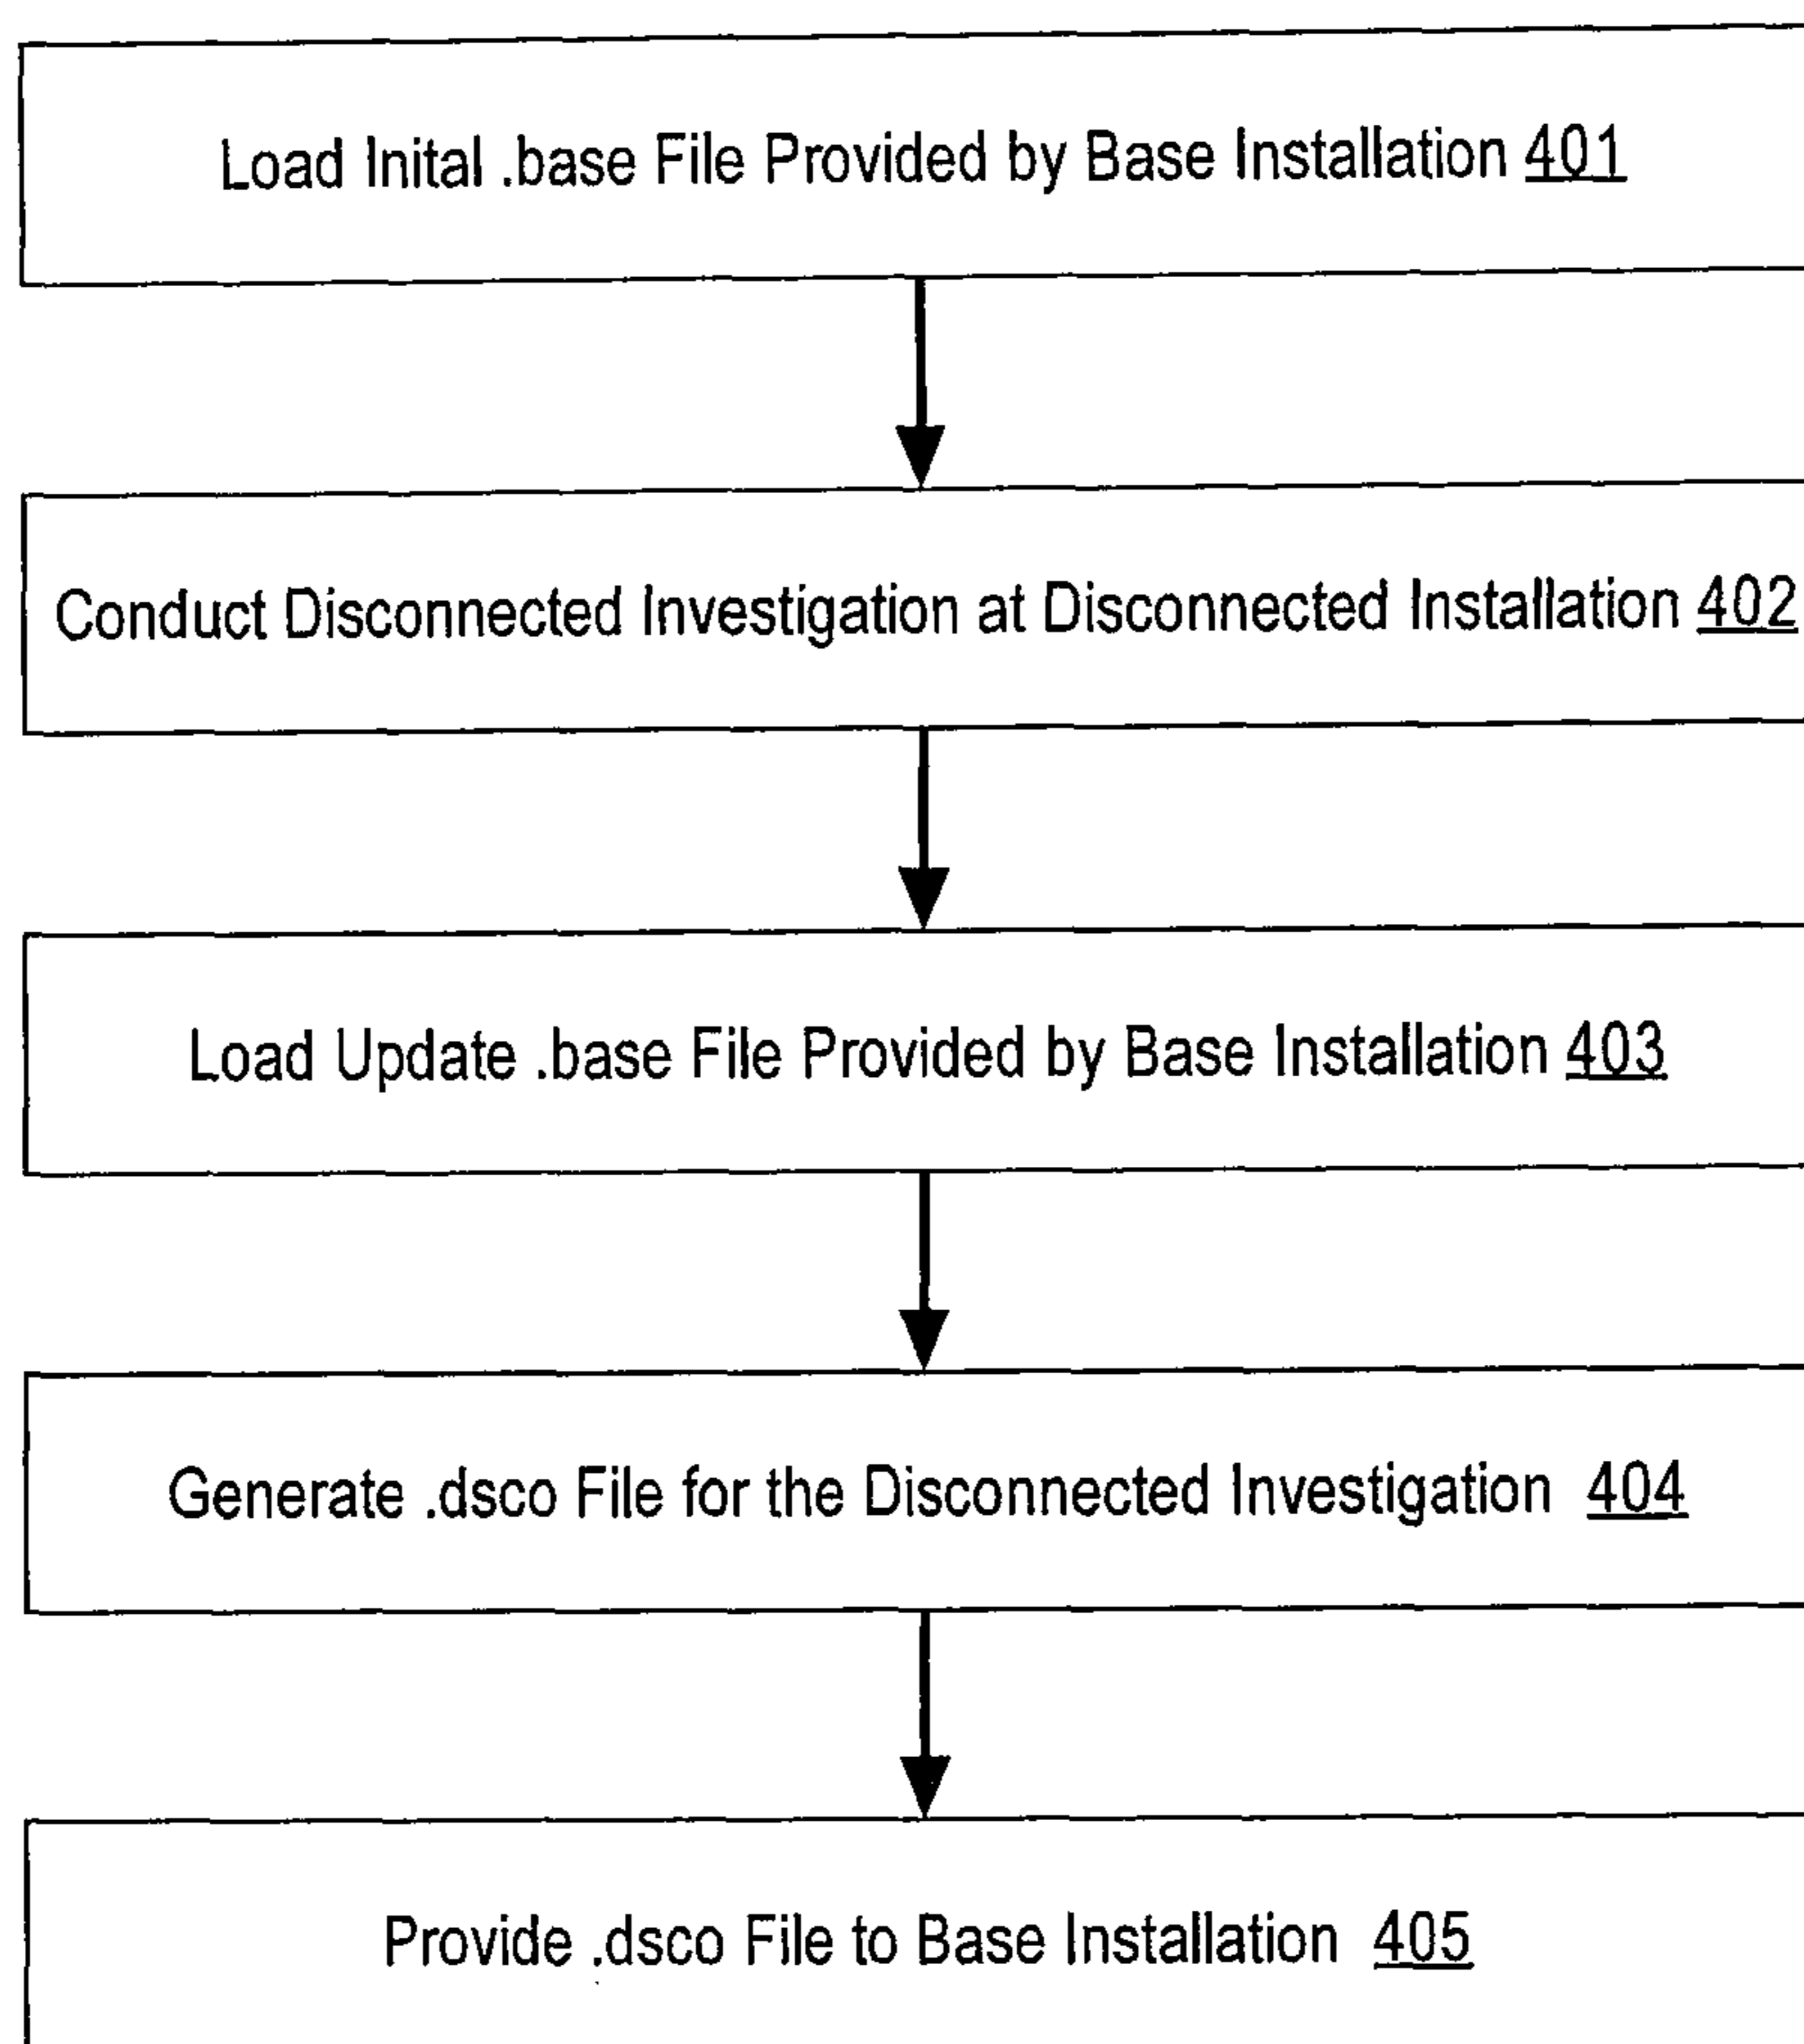 Load Inital .base File Provided by Base Installation 401
Conduct Disconnected Investigation at Disconnected Installation 402
Load Update .base File Provided by Base Installation 403
Generate .dsco File for the Disconnected Investigation 404
Provide .dsco File to Base Installation 405